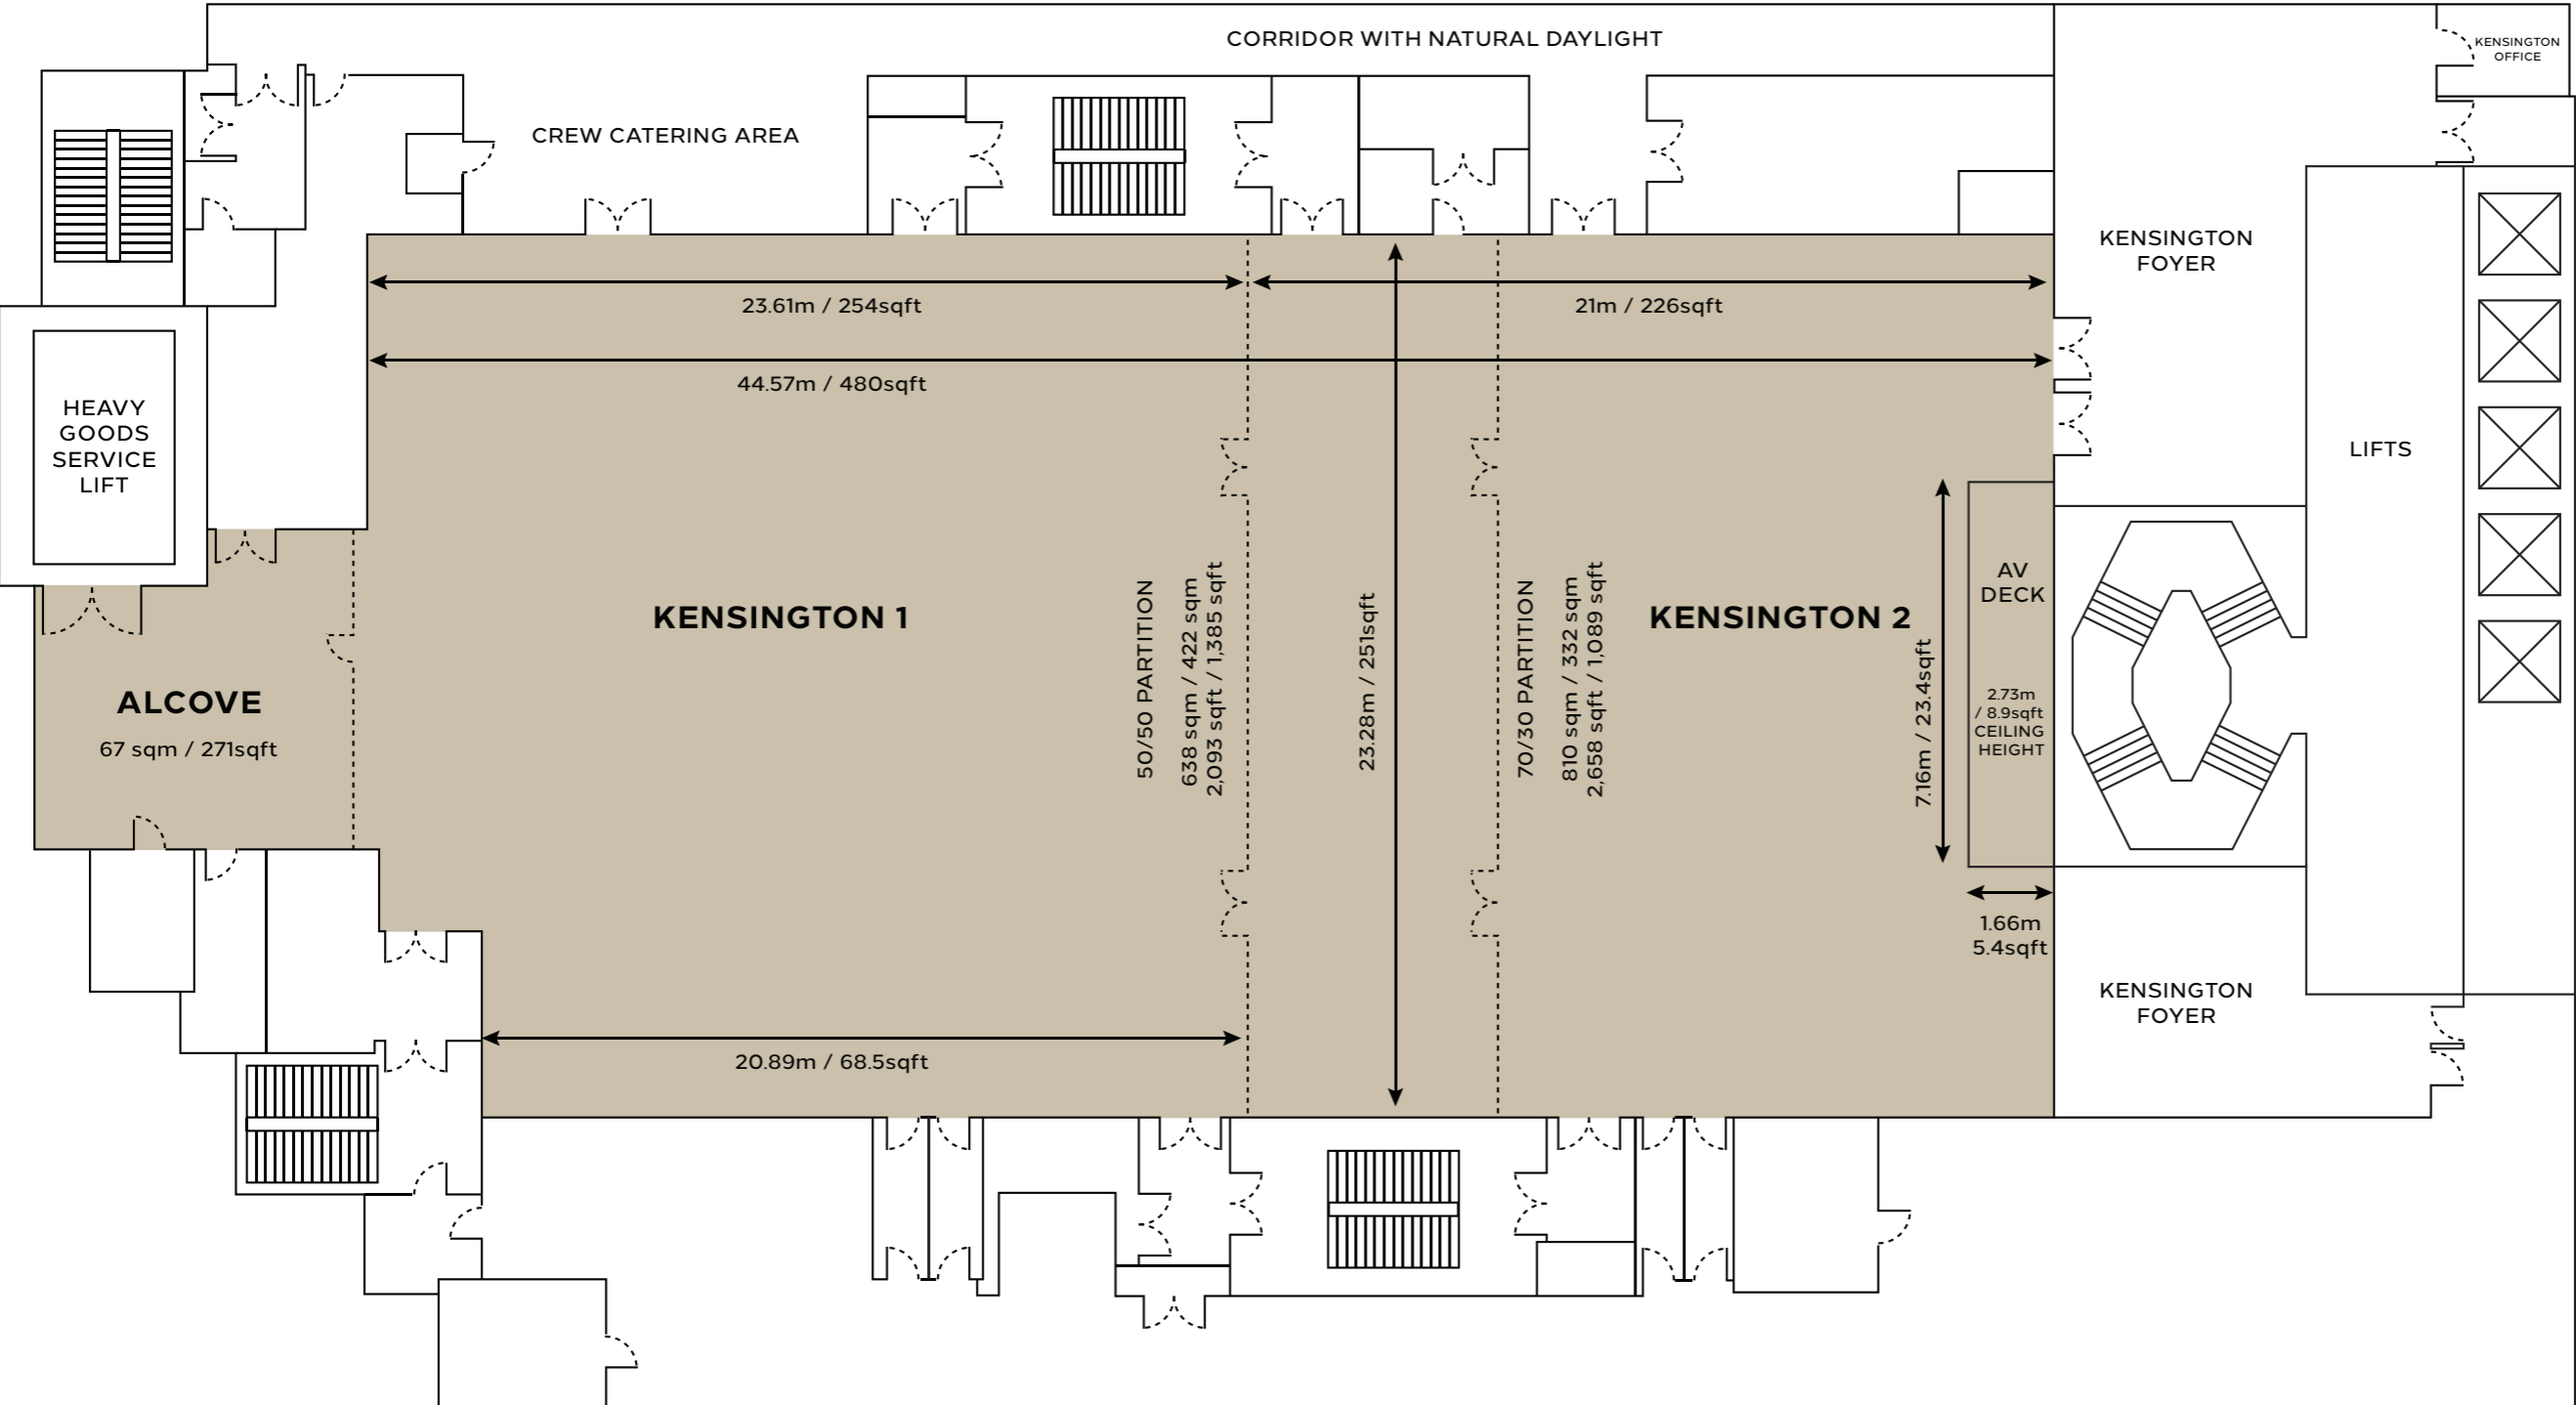 CORRIDOR WITH NATURAL DAYLIGHT
KENSINGTON
OFFICE
CREW CATERING AREA
KENSINGTON
FOYER
23.61m / 254sqft
21m / 226sqft
44.57m / 480sqft
HEAVY
GOODS
SERVICE
LIFT
LIFTS
KENSINGTON 1
50/50 PARTITION
638 sqm / 422 sqm
2,093 sqft / 1,385 sqft
23.28m / 251sqft
70/30 PARTITION
810 sqm / 332 sqm
2,658 sqft / 1,089 sqft
KENSINGTON 2
7.16m / 23.4sqft
AV
DECK
2.73m
/ 8.9sqft
CEILING
HEIGHT
ALCOVE
67 sqm / 271sqft
1.66m
5.4sqft
KENSINGTON
FOYER
20.89m / 68.5sqft